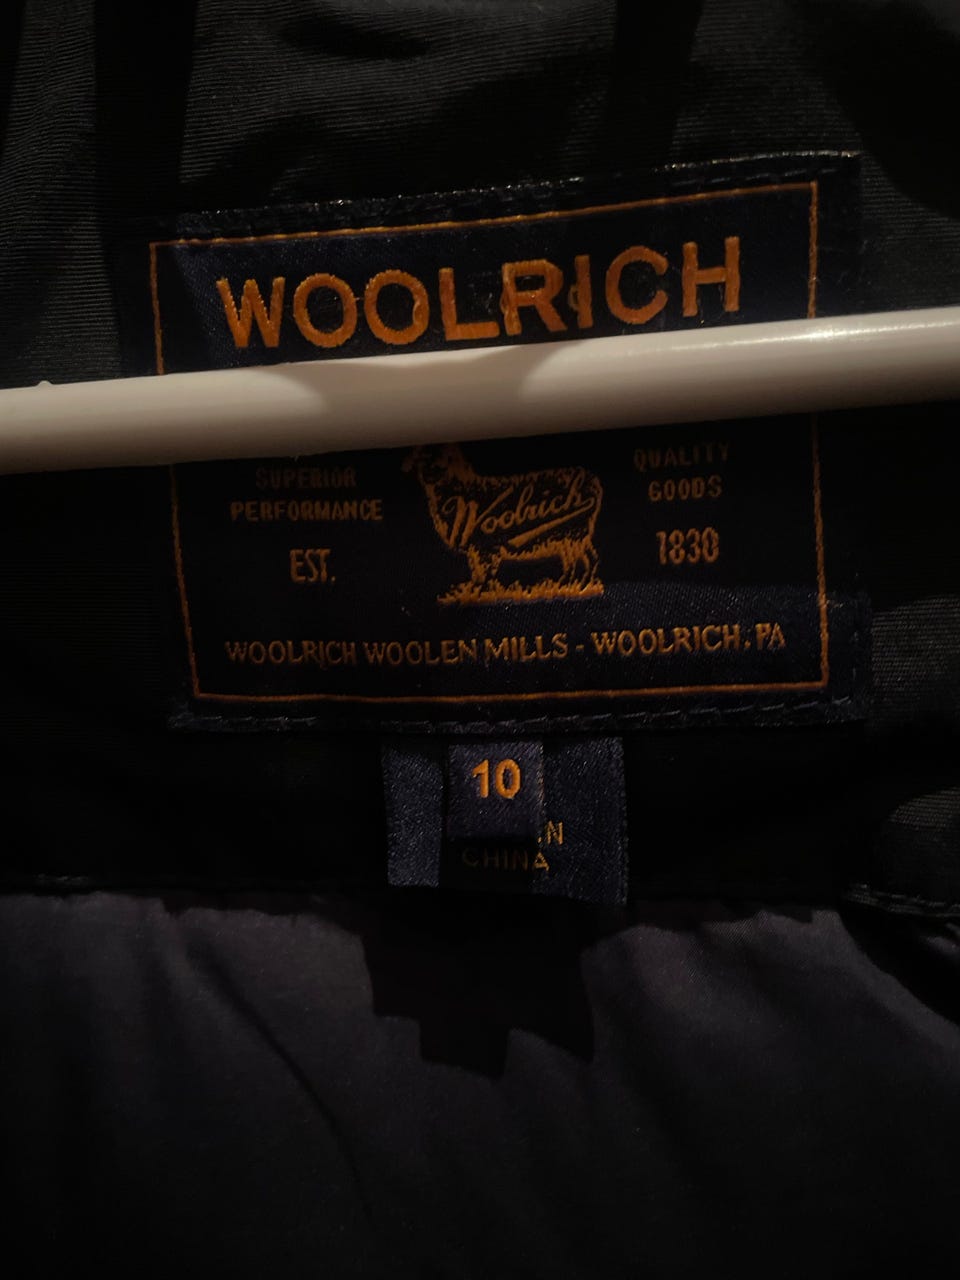 WOOLRICH
SUPERIOR
PERFORMANCE
EST.
Woolrich
QUALITY
GOODS
1830
WOOLRICH WOOLEN MILLS - WOOLRICH, PA
10
CHINA